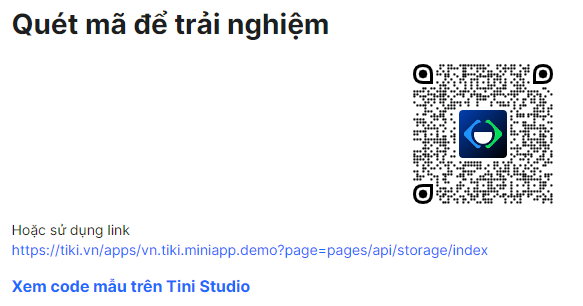 Quét mã để trải nghiệm
Hoặc sử dụng link
https://tiki.vn/apps/vn.tiki.miniapp.demo?page=pages/api/storage/index
Xem code mẫu trên Tini Studio